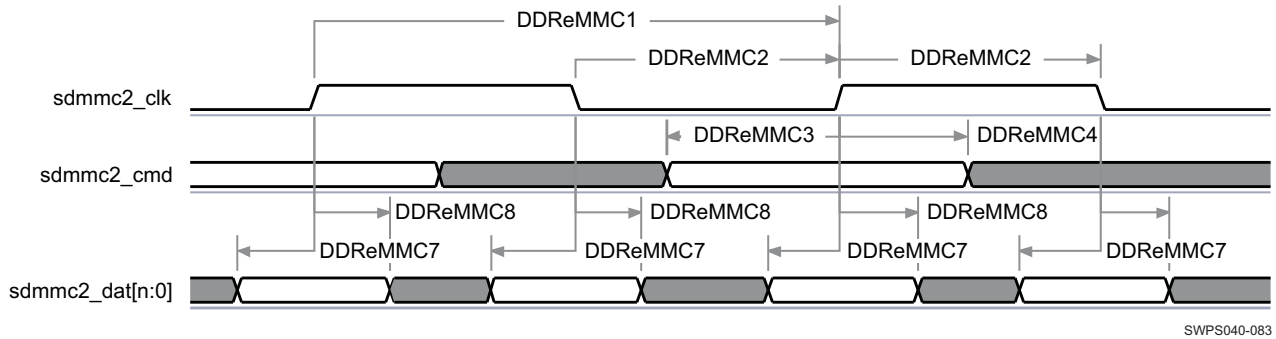 DDReMMC1
DDReMMC2 DDReMMC2
sdmmc2_clk
DDReMMC3 DDReMMC4
sdmmc2_cmd
DDReMMC8 DDReMMC8 DDReMMC8
DDReMMC7 DDReMMC7 DDReMMC7 DDReMMC7
sdmmc2_dat[n:0]
SWPS040-083